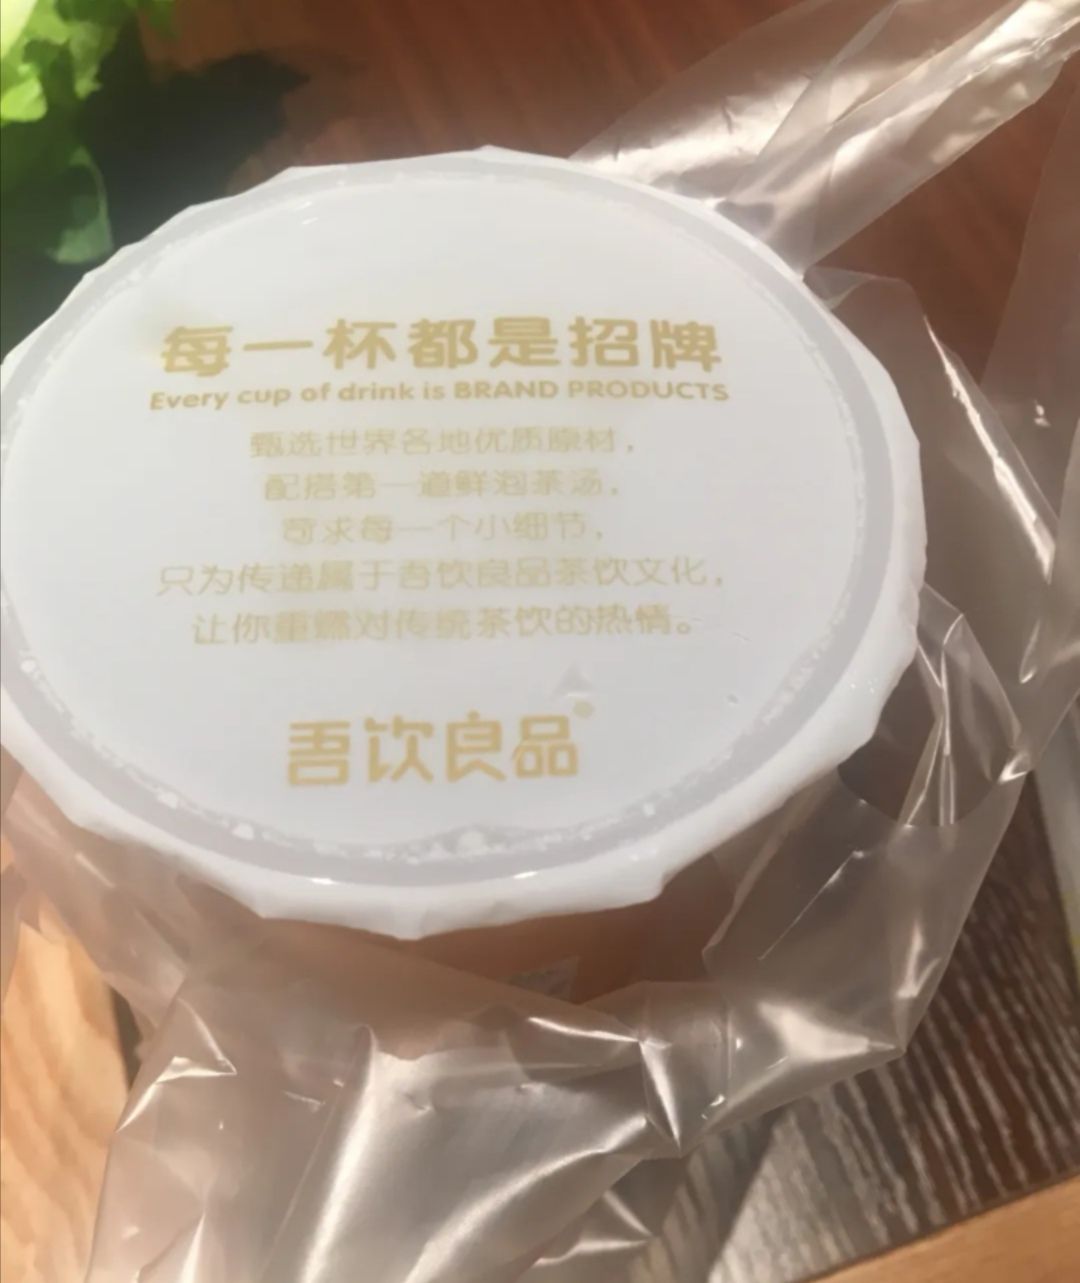 每一杯都是招牌
Every cup of drink is BRAND PRODUCTS
甄选世界各地优质原材，
配搭第一道鲜泡茶汤，
苛求每一个小细节，
只为传递属于吾饮良品茶饮文化，
让你重燃对传统茶饮的热情。
吾饮良品